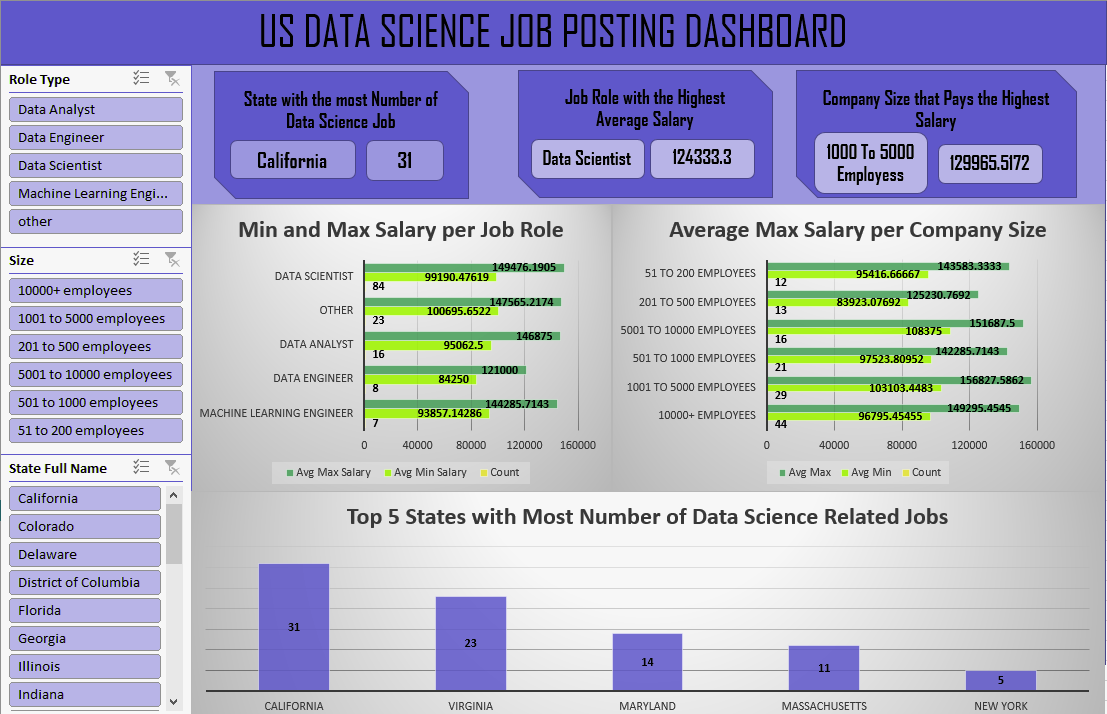 US DATA SCIENCE JOB POSTING DASHBOARD
Role Type
Data Analyst
Data Engineer
Data Scientist
Machine Learning Engi...
other
Size
10000+ employees
1001 to 5000 employees
201 to 500 employees
5001 to 10000 employees
501 to 1000 employees
51 to 200 employees
State Full Name
California
Colorado
Delaware
District of Columbia
Florida
Georgia
Illinois
Indiana
State with the most Number of
Data Science Job
California
31
Job Role with the Highest
Average Salary
Data Scientist
124333.3
Company Size that Pays the Highest
Salary
1000 To 5000
Employess
129965.5172
Min and Max Salary per Job Role
DATA SCIENTIST
149476.1905
99190.47619
84
OTHER
147565.2174
100695.6522
23
DATA ANALYST
146875
95062.5
16
DATA ENGINEER
121000
84250
8
MACHINE LEARNING ENGINEER
144285.7143
93857.14286
7
0 40000 80000 120000 160000
Avg Max Salary Avg Min Salary Count
Average Max Salary per Company Size
51 TO 200 EMPLOYEES
143583.3333
95416.66667
12
201 TO 500 EMPLOYEES
125230.7692
83923.07692
13
5001 TO 10000 EMPLOYEES
151687.5
108375
16
501 TO 1000 EMPLOYEES
142285.7143
97523.80952
21
1001 TO 5000 EMPLOYEES
156827.5862
103103.4483
29
10000+ EMPLOYEES
149295.4545
96795.45455
44
0 40000 80000 120000 160000
Avg Max Avg Min Count
Top 5 States with Most Number of Data Science Related Jobs
31 23 14 11 5
CALIFORNIA VIRGINIA MARYLAND MASSACHUSETTS NEW YORK